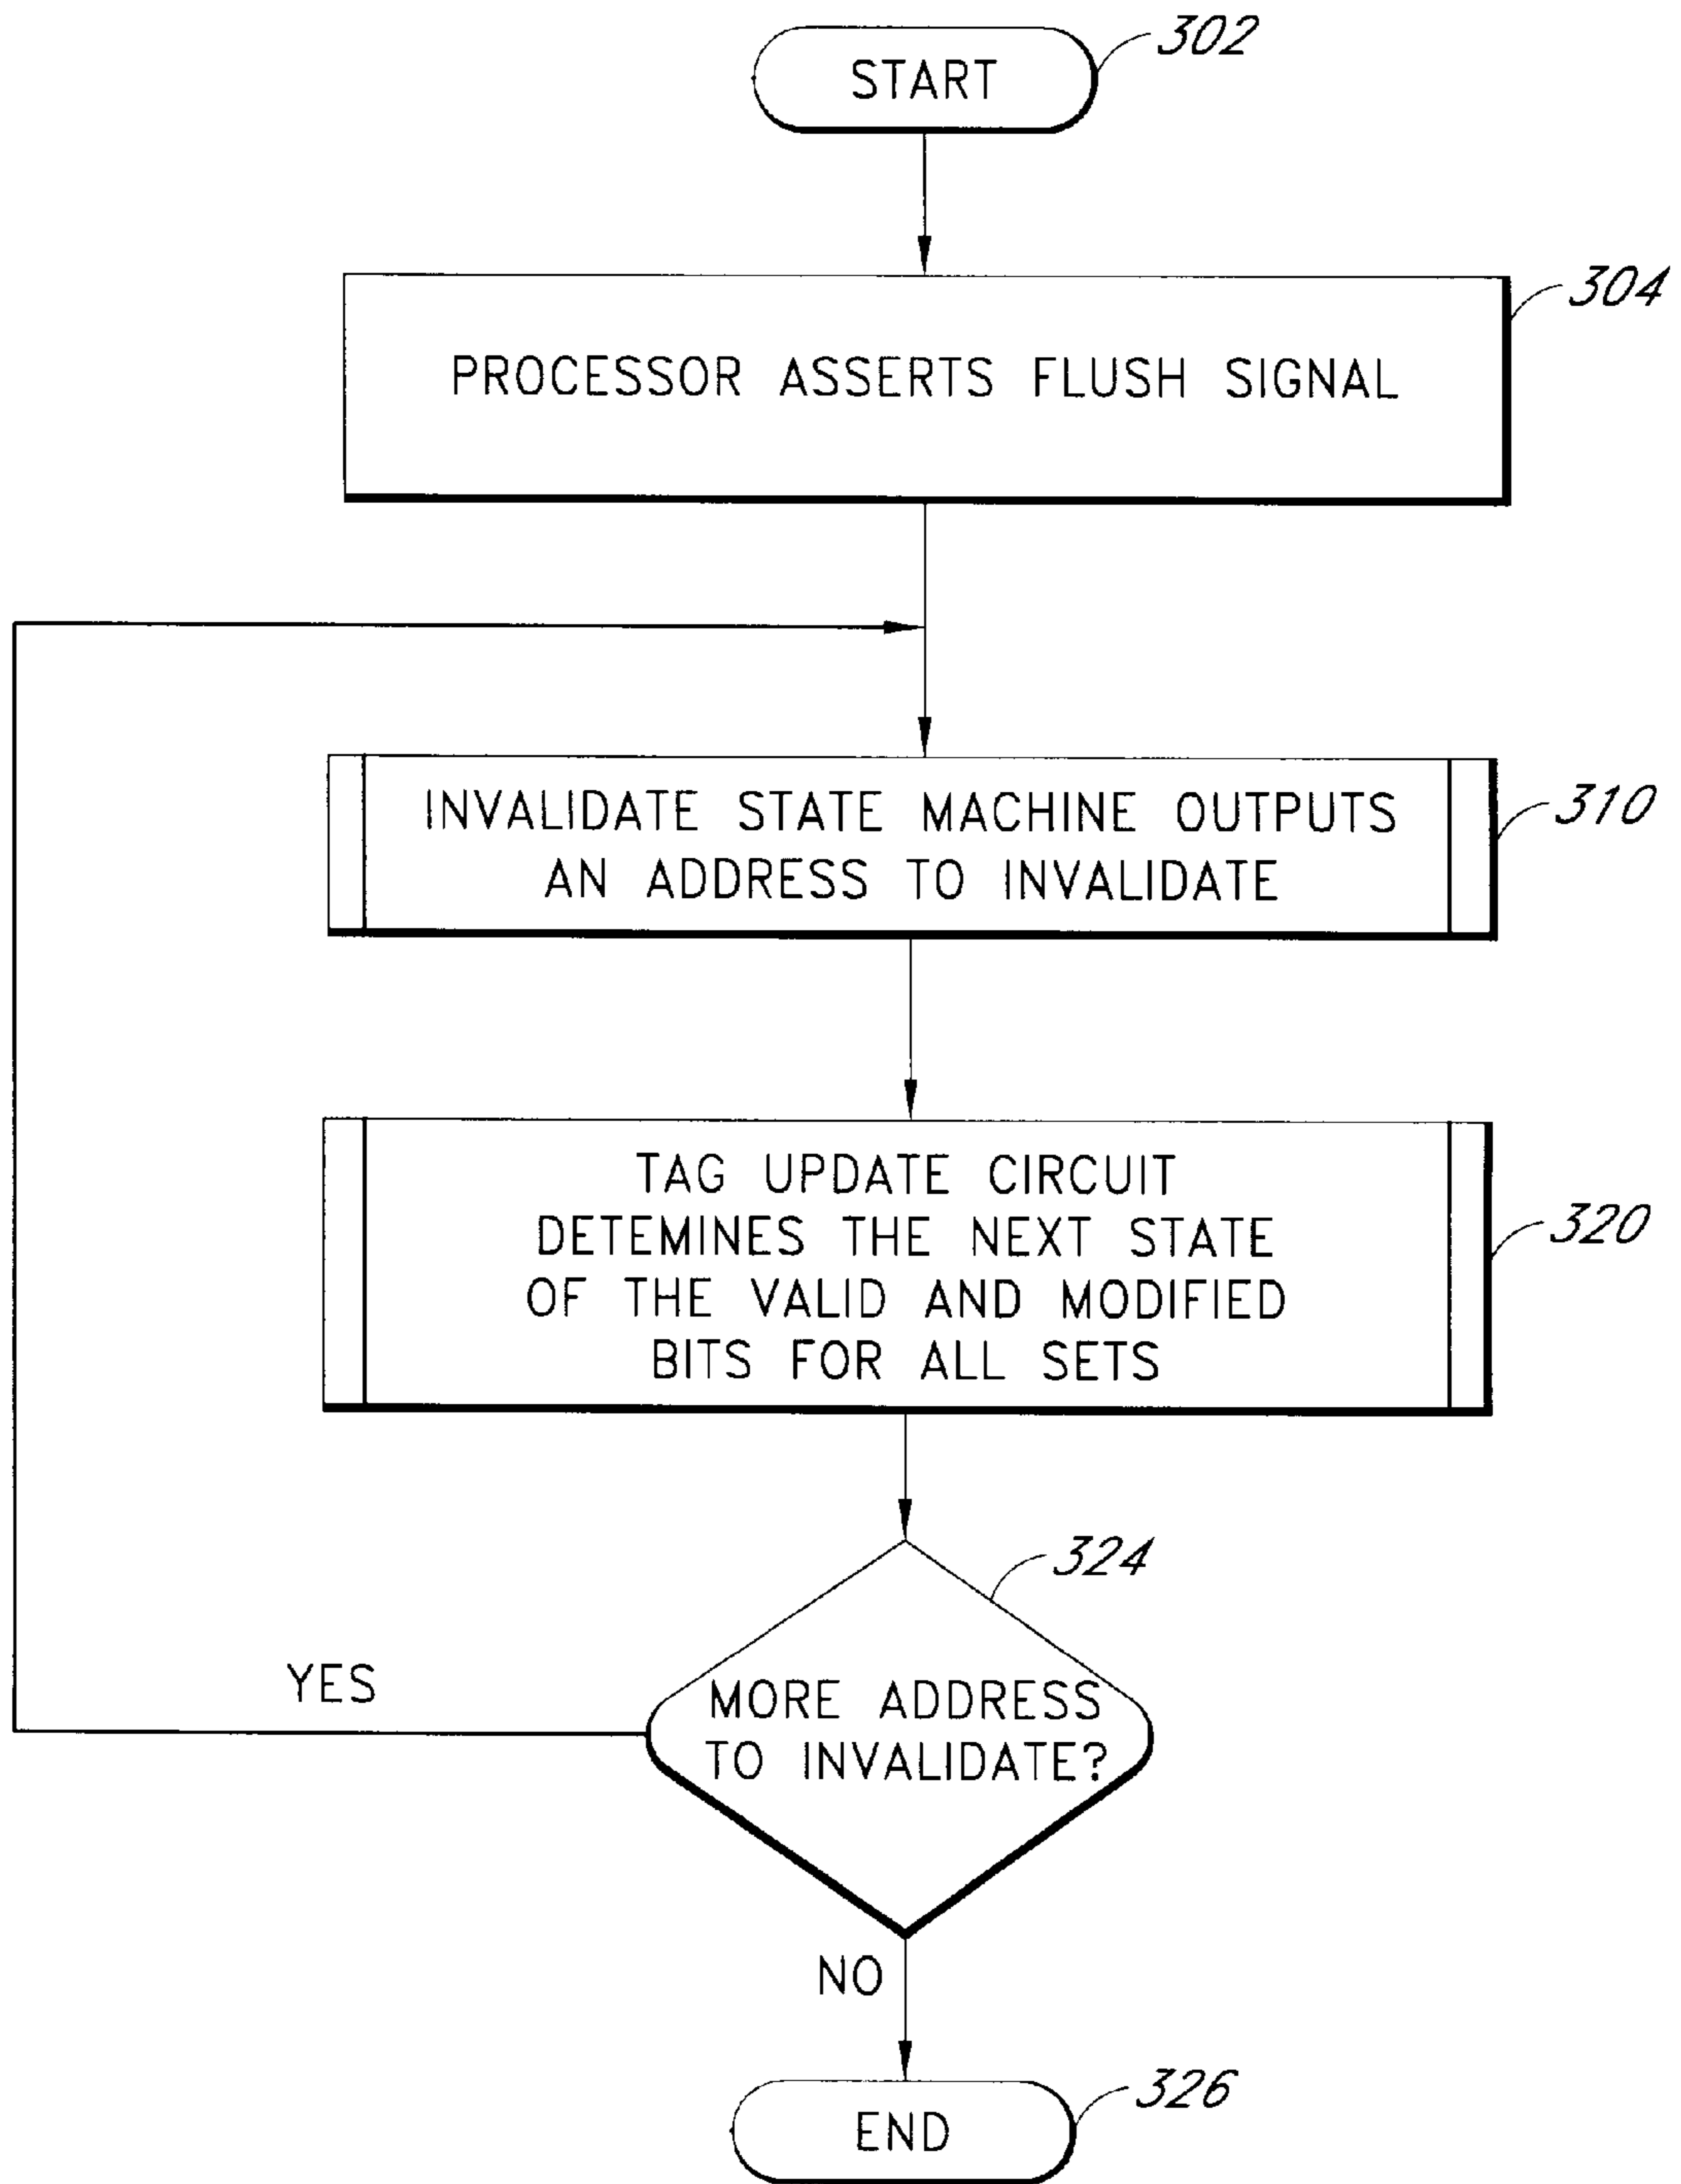 START
302
PROCESSOR ASSERTS FLUSH SIGNAL
304
INVALIDATE STATE MACHINE OUTPUTS
AN ADDRESS TO INVALIDATE
310
TAG UPDATE CIRCUIT
DETEMINES THE NEXT STATE
OF THE VALID AND MODIFIED
BITS FOR ALL SETS
320
324
MORE ADDRESS
TO INVALIDATE?
YES
NO
END
326